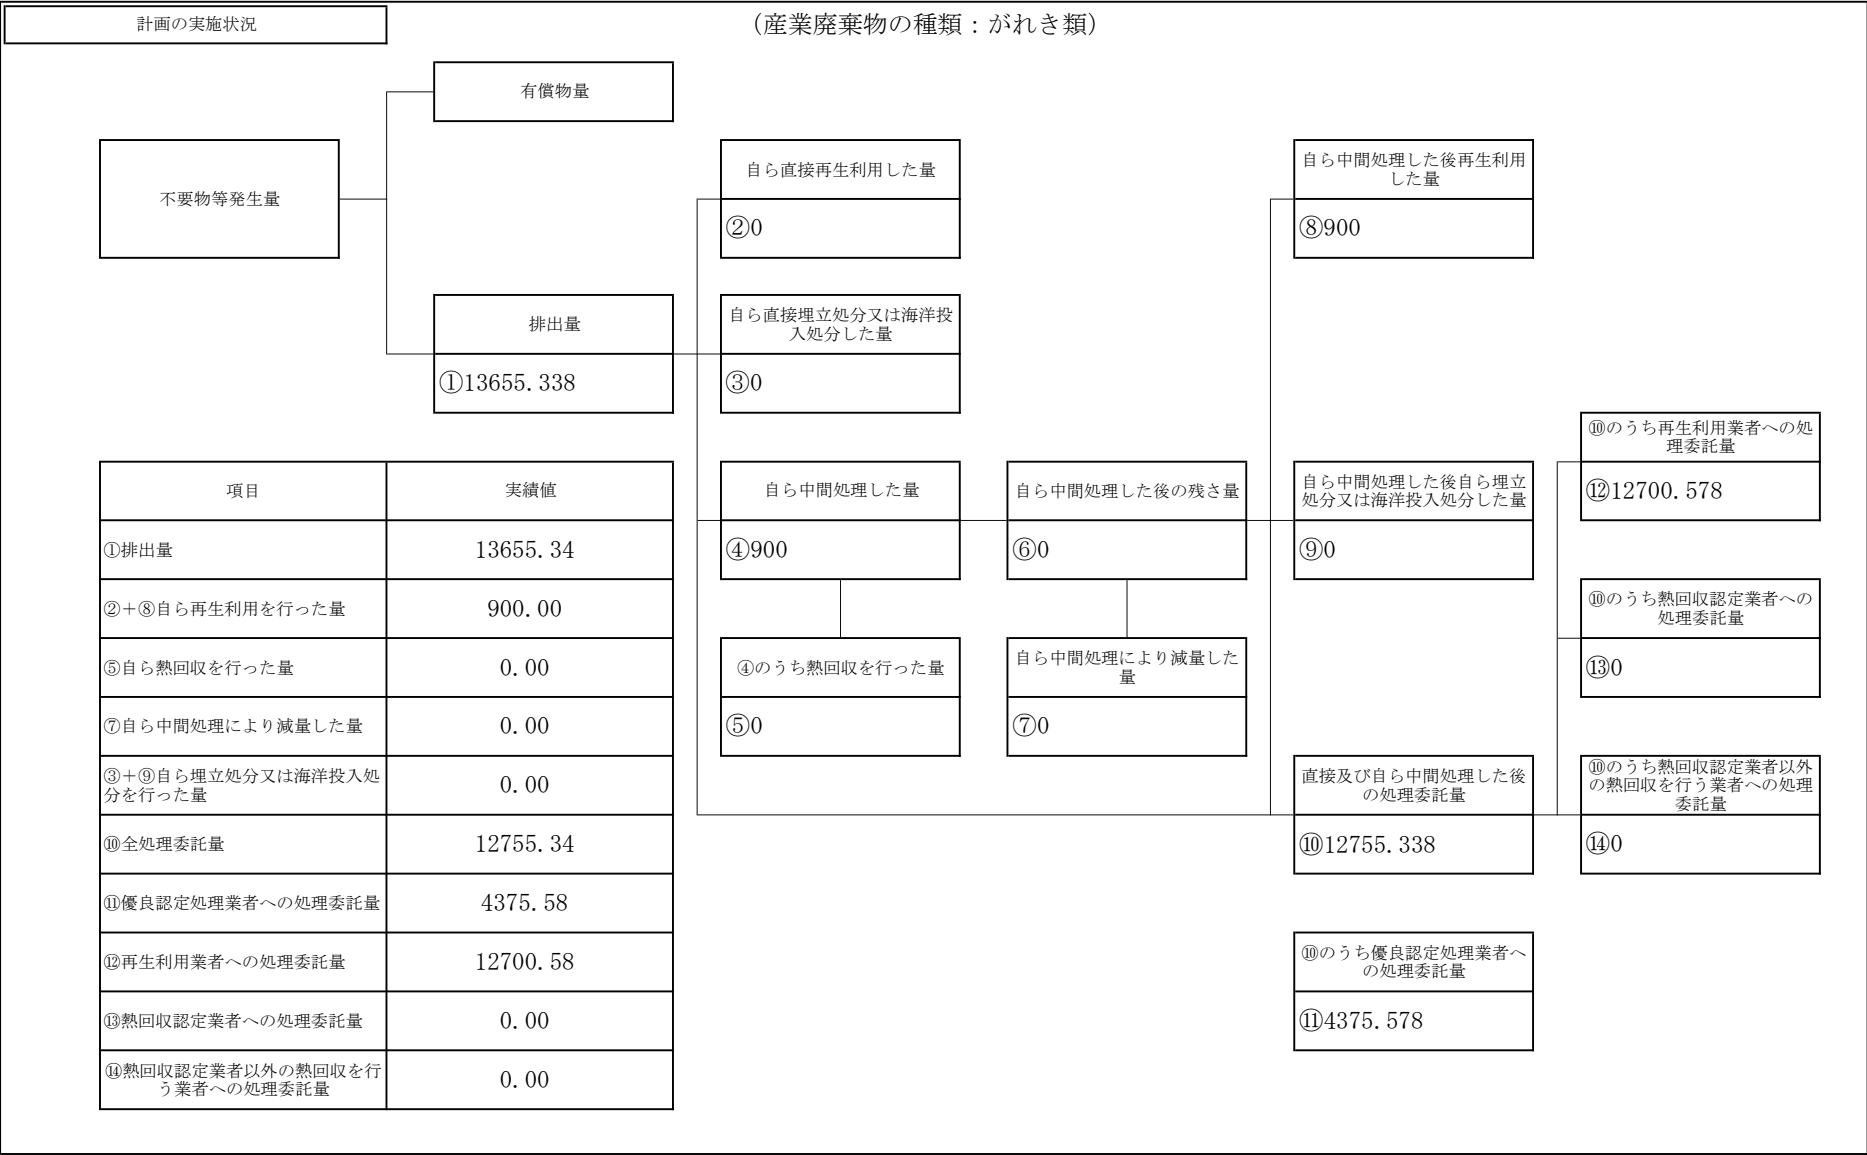 計画の実施状況
（産業廃棄物の種類：がれき類）
有償物量
不要物等発生量
自ら直接再生利用した量
②0
自ら中間処理した後再生利用
した量
⑧900
排出量
①13655.338
自ら直接埋立処分又は海洋投
入処分した量
③0
⑩のうち再生利用業者への処
理委託量
⑫12700.578
自ら中間処理した量
④900
自ら中間処理した後の残さ量
⑥0
自ら中間処理した後自ら埋立
処分又は海洋投入処分した量
⑨0
⑩のうち熱回収認定業者への
処理委託量
⑬0
④のうち熱回収を行った量
⑤0
自ら中間処理により減量した
量
⑦0
直接及び自ら中間処理した後
の処理委託量
⑩12755.338
⑩のうち熱回収認定業者以外
の熱回収を行う業者への処理
委託量
⑭0
⑩のうち優良認定処理業者へ
の処理委託量
⑪4375.578
項目 実績値
①排出量 13655.34
②＋⑧自ら再生利用を行った量 900.00
⑤自ら熱回収を行った量 0.00
⑦自ら中間処理により減量した量 0.00
③＋⑨自ら埋立処分又は海洋投入処
分を行った量 0.00
⑩全処理委託量 12755.34
⑪優良認定処理業者への処理委託量 4375.58
⑫再生利用業者への処理委託量 12700.58
⑬熱回収認定業者への処理委託量 0.00
⑭熱回収認定業者以外の熱回収を行
う業者への処理委託量 0.00